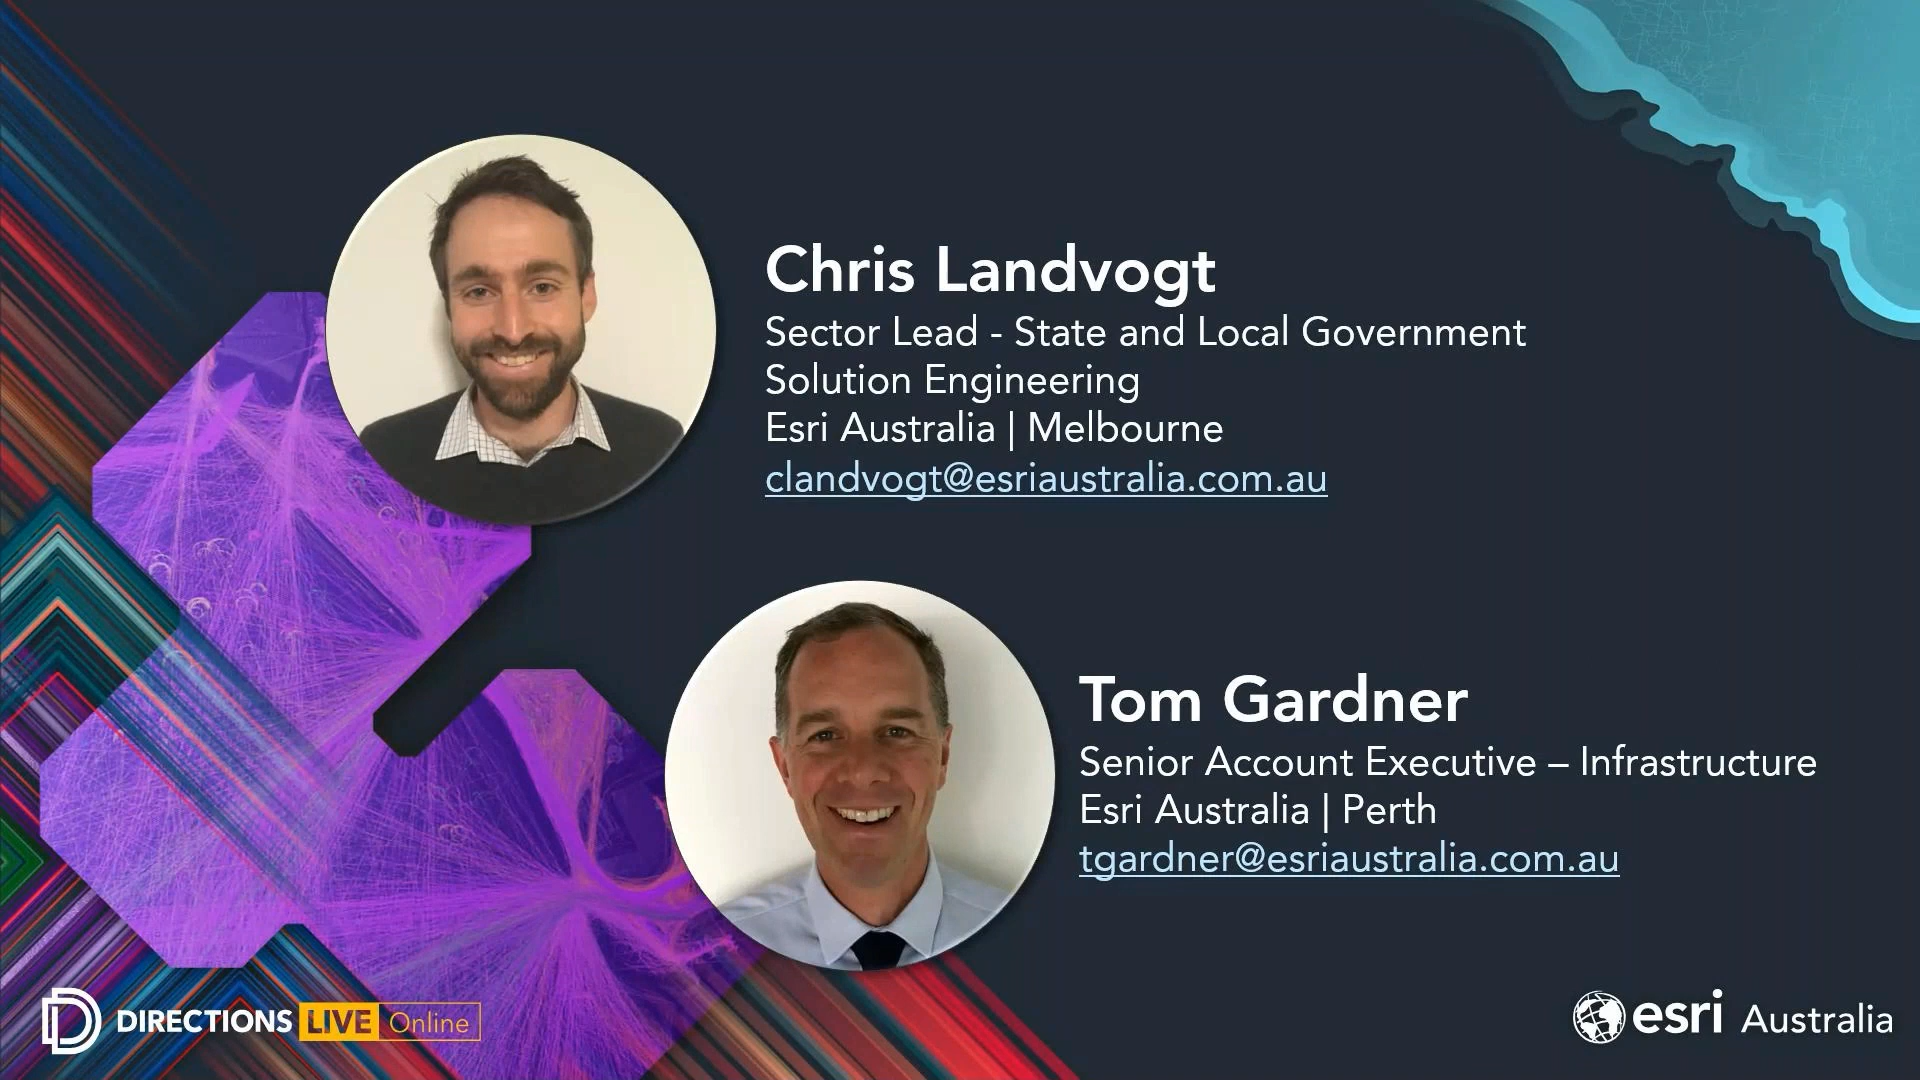 Chris Landvogt
Sector Lead - State and Local Government
Solution Engineering
Esri Australia | Melbourne
clandvogt@esriaustralia.com.au
Tom Gardner
Senior Account Executive – Infrastructure
Esri Australia | Perth
tgardner@esriaustralia.com.au
DIRECTIONS LIVE Online
esri Australia